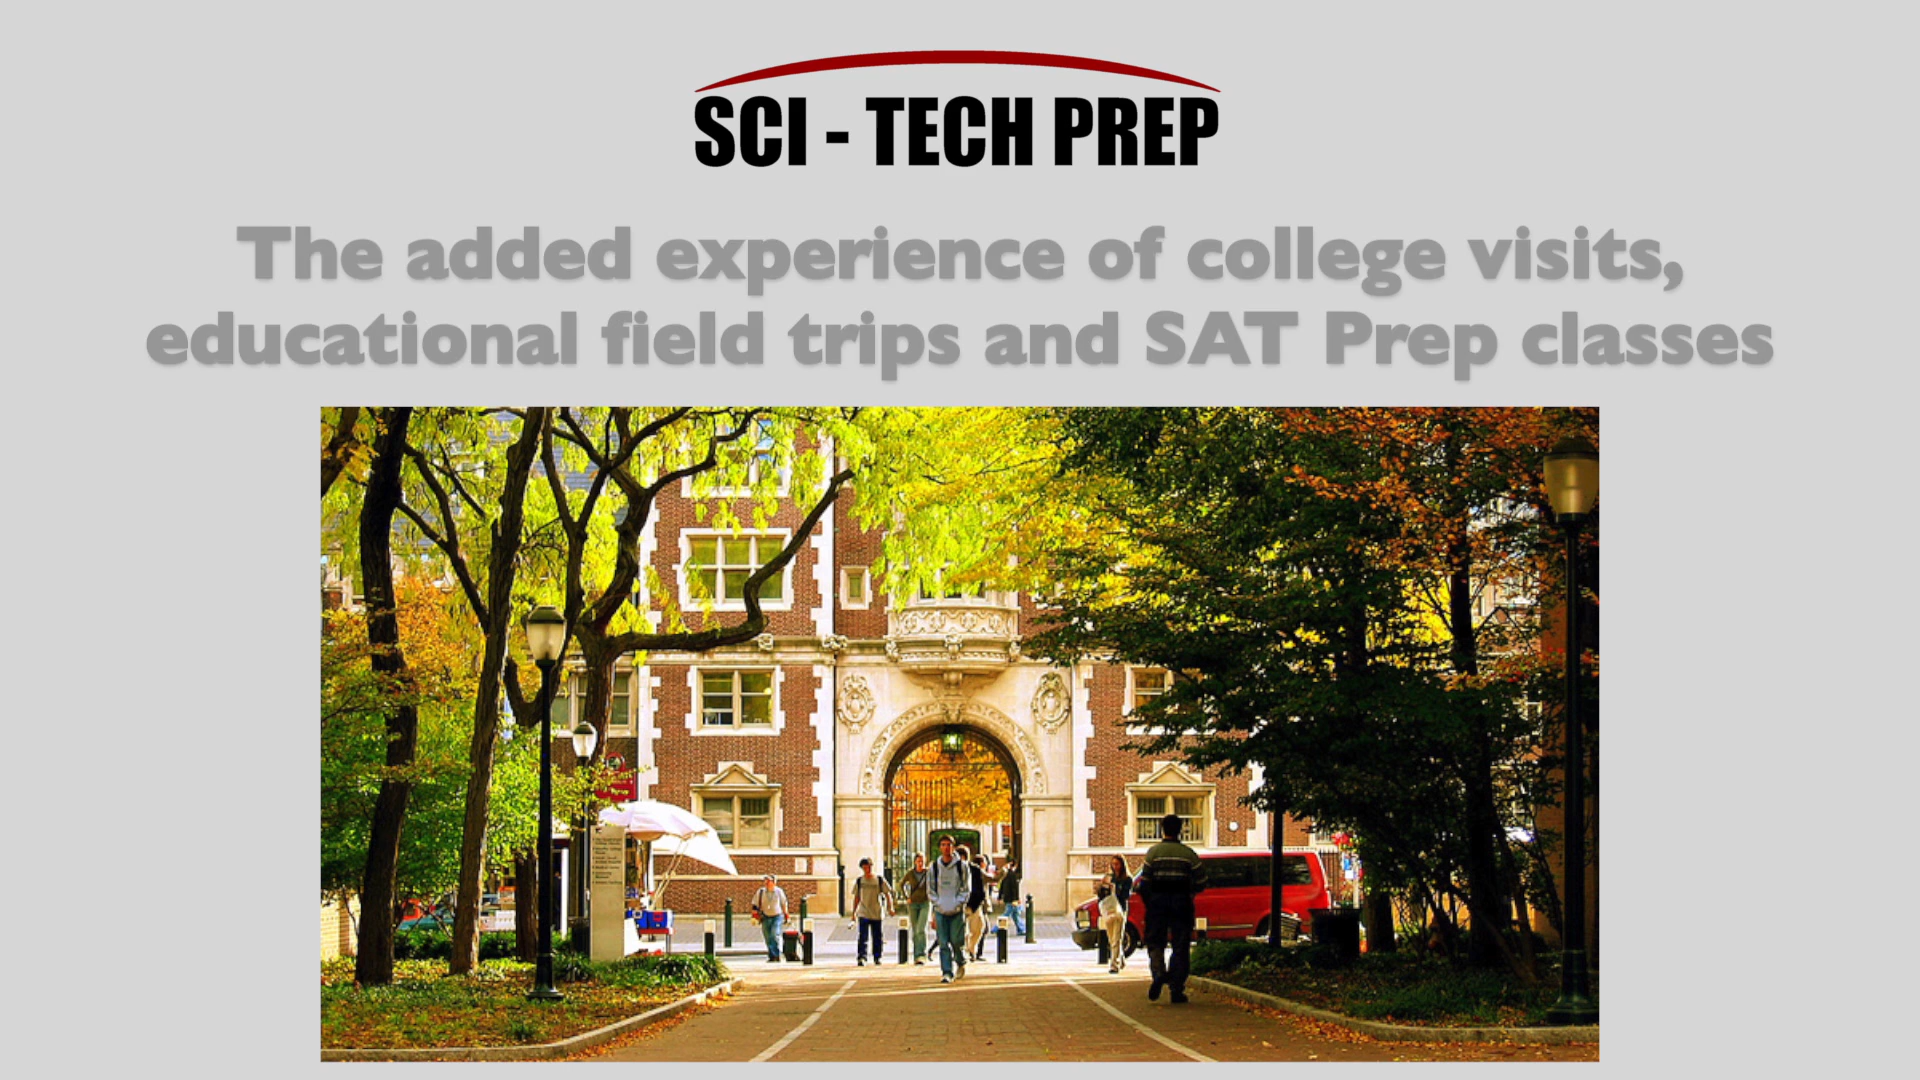 SCI - TECH PREP
The added experience of college visits,
educational field trips and SAT Prep classes